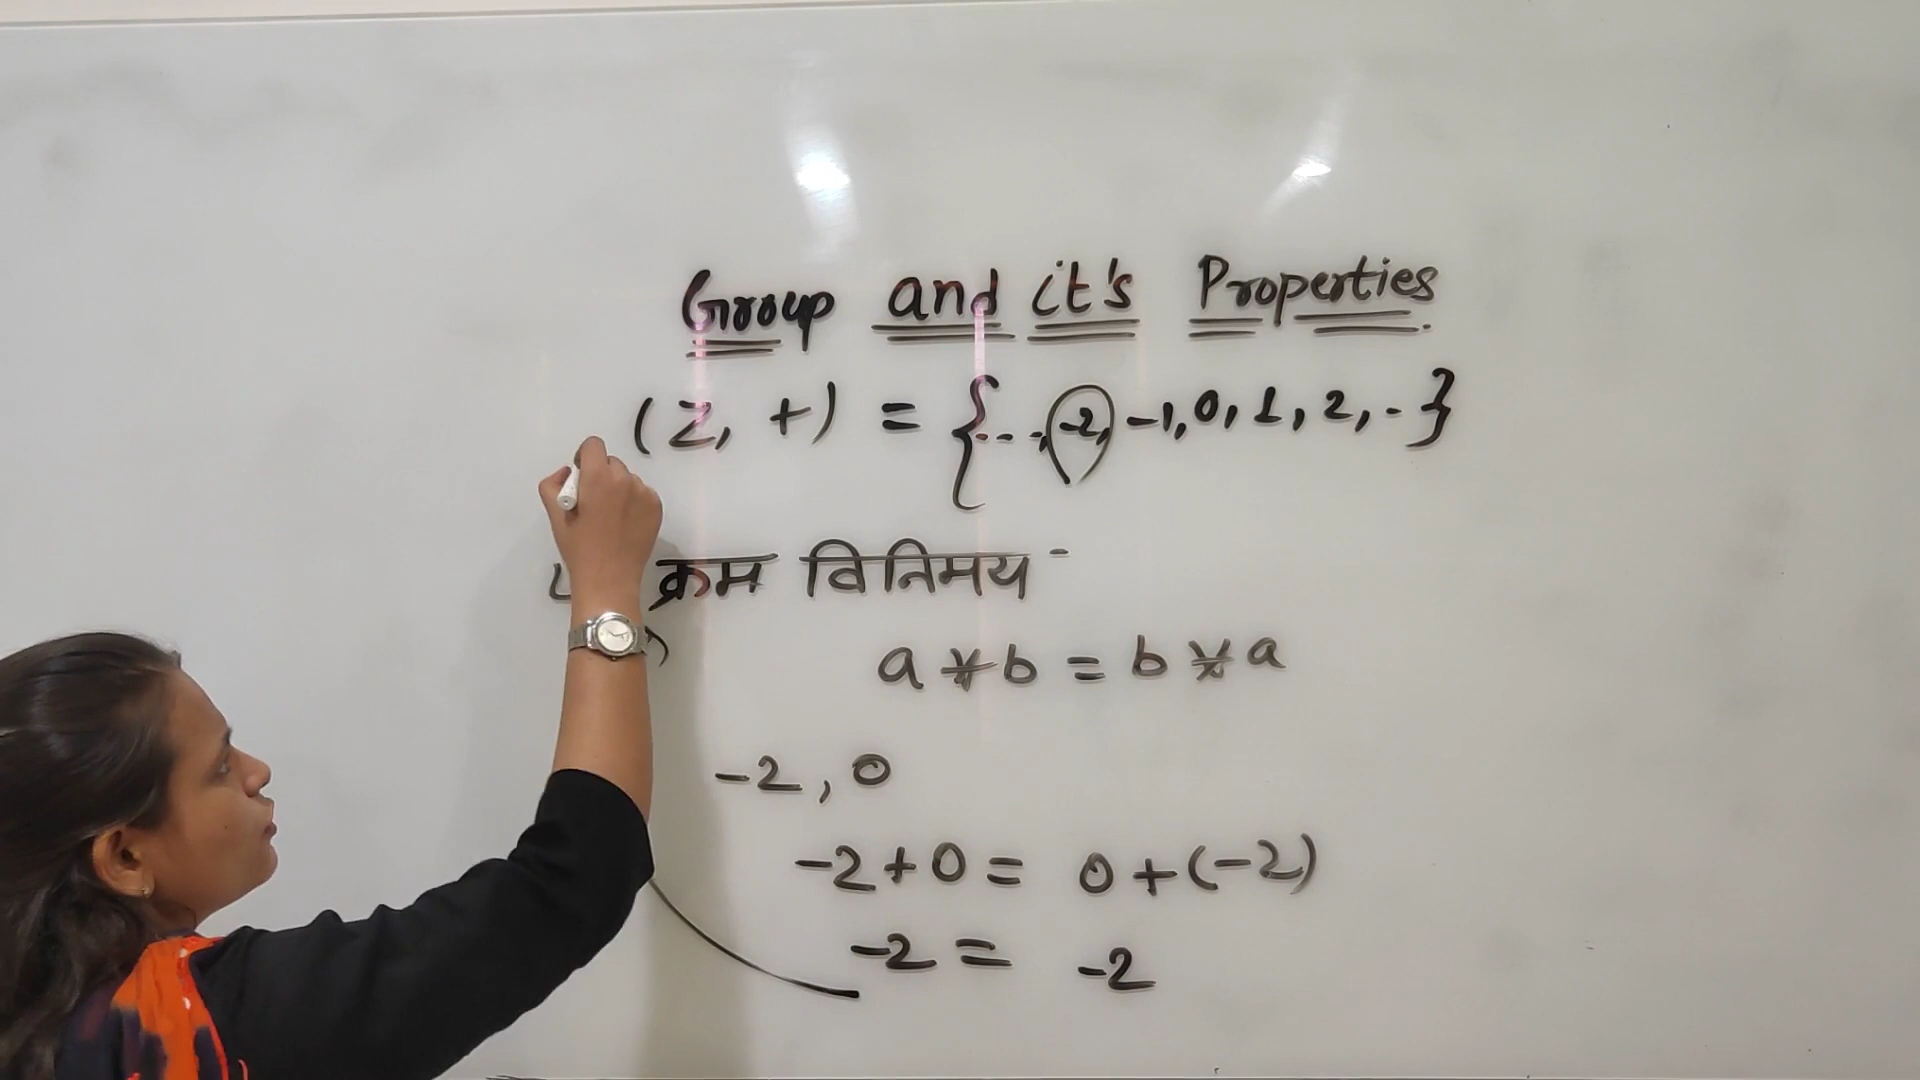 Group and it's Properties
(Z, +) = {...,-2, -1, 0, 1, 2, . }
क्रम विनिमय -
a * b = b * a
-2, 0
-2 + 0 = 0 + (-2)
-2 = -2